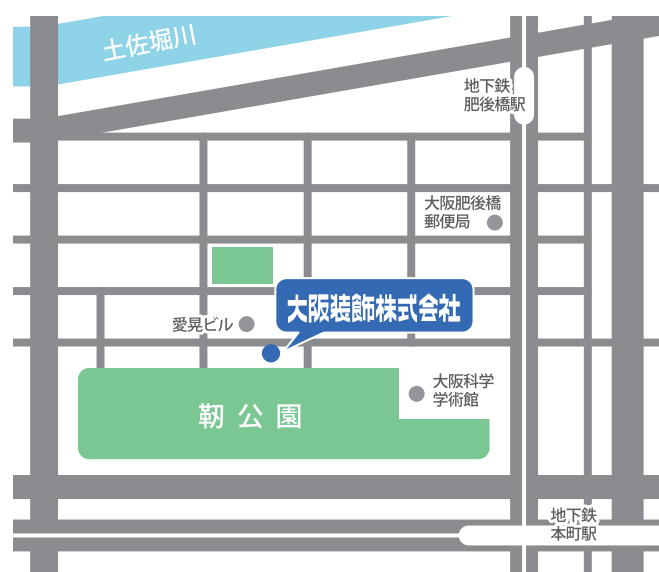 土佐堀川
地下鉄
肥後橋駅
大阪肥後橋
郵便局
大阪装飾株式会社
愛晃ビル
大阪科学
学術館
靭公園
地下鉄
本町駅